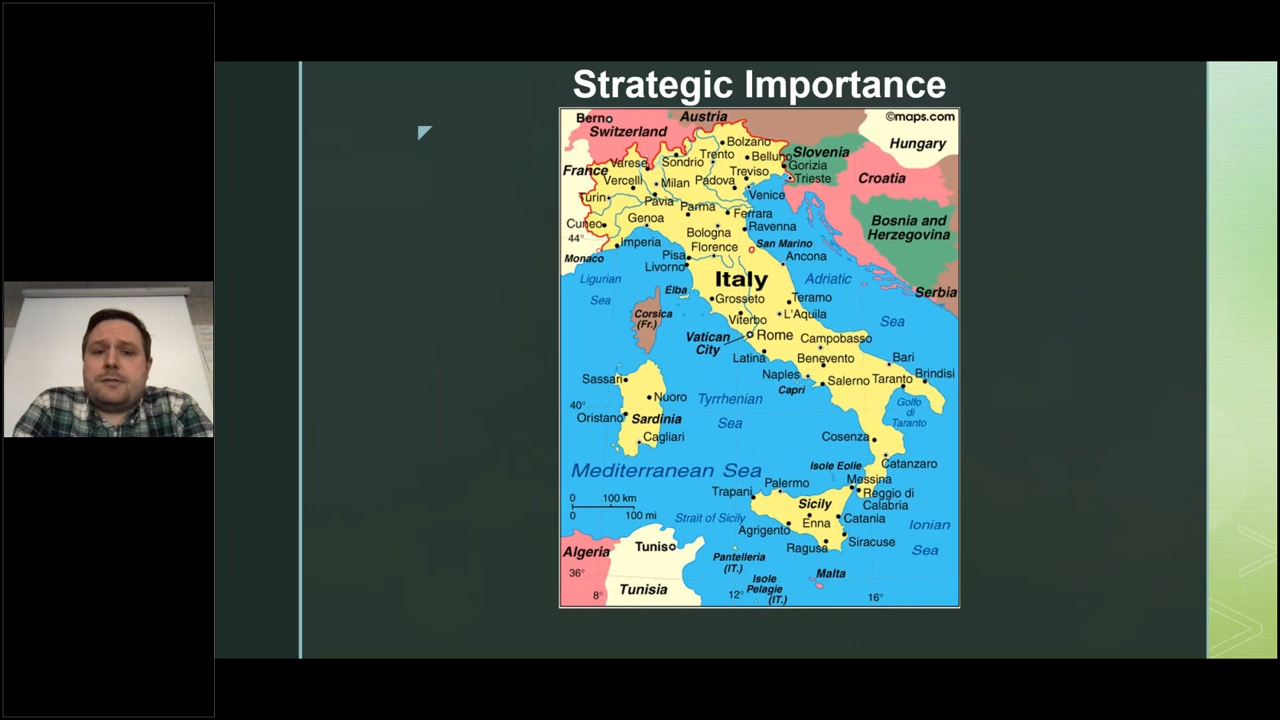 Strategic Importance
©maps.com
Bern
Switzerland
Austria
Hungary
Bolzano
Slovenia
Trento
Belluno
Varese
Sondrio
Gorizia
France
Treviso
Trieste
Croatia
Vercelli
Milan
Padova
Turin
Venice
Pavia
Parma
Ferrara
Cuneo
Genoa
Ravenna
Bosnia and
Herzegovina
Bologna
44°
Imperia
Florence
San Marino
Monaco
Pisa
Ancona
Livorno
Ligurian
Sea
Italy
Adriatic
Sea
Elba
Serbia
Grosseto
Teramo
Corsica
(Fr.)
Viterbo
L'Aquila
Vatican
City
Rome
Campobasso
Latina
Benevento
Bari
Naples
Brindisi
Sassari
Capri
Salerno
Taranto
Nuoro
Tyrrhenian
Sea
Golfo
di
Taranto
40°
Oristano
Sardinia
Cagliari
Cosenza
Mediterranean Sea
Isole Eolie
Catanzaro
Messina
Reggio di
Calabria
Trapani
Palermo
0 100 km
0 100 mi
Sicily
Enna
Catania
Strait of Sicily
Agrigento
Ionian
Sea
Ragusa
Siracuse
Algeria
Tunis
Pantelleria
(IT.)
36°
Malta
Isole
Pelagie
(IT.)
Tunisia
8°
12°
16°